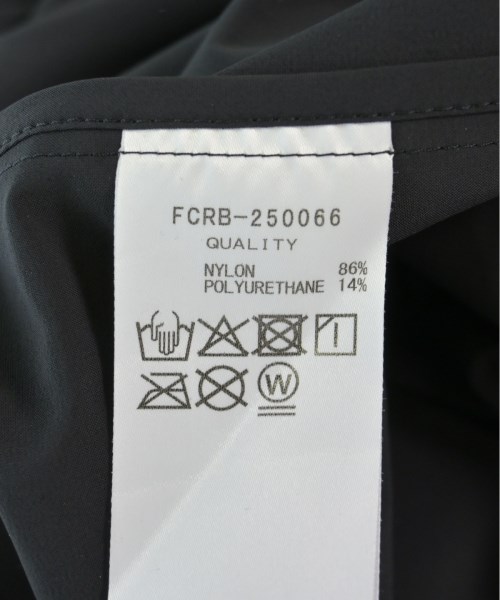 FCRB-250066
QUALITY
NYLON 86%
POLYURETHANE 14%
W